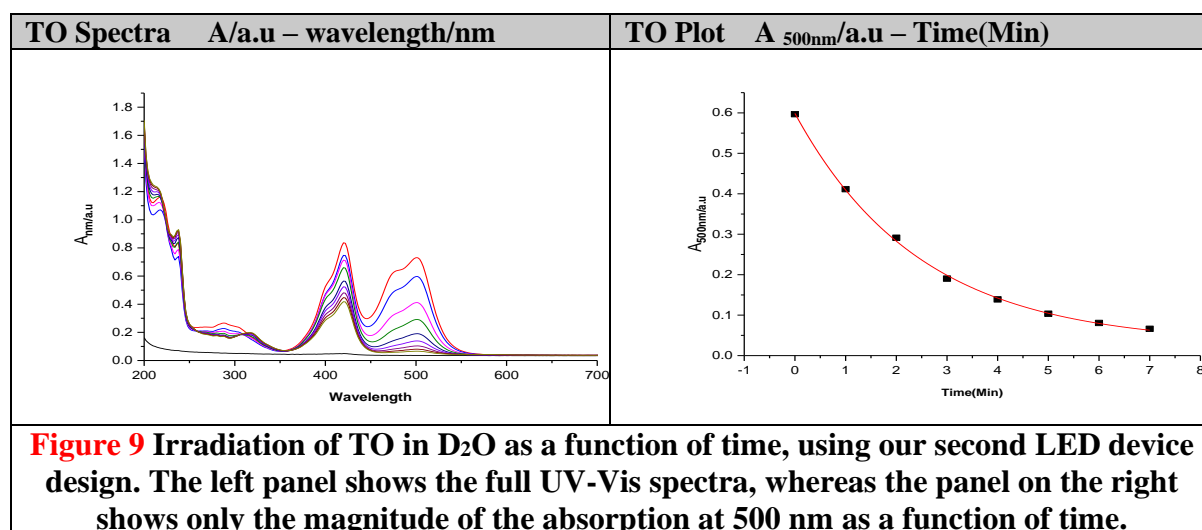 TO Spectra A/a.u – wavelength/nm
TO Plot A 500nm/a.u – Time(Min)
1.8
1.6
1.4
1.2
1.0
0.8
0.6
0.4
0.2
0.0
Anm/a.u
200 300 400 500 600 700
Wavelength
0.6
0.5
0.4
0.3
0.2
0.1
0.0
A500nm/a.u
-1 0 1 2 3 4 5 6 7 8
Time(Min)
Figure 9 Irradiation of TO in D2O as a function of time, using our second LED device
design. The left panel shows the full UV-Vis spectra, whereas the panel on the right
shows only the magnitude of the absorption at 500 nm as a function of time.